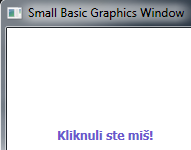 Small Basic Graphics Window
Kliknuli ste miš!